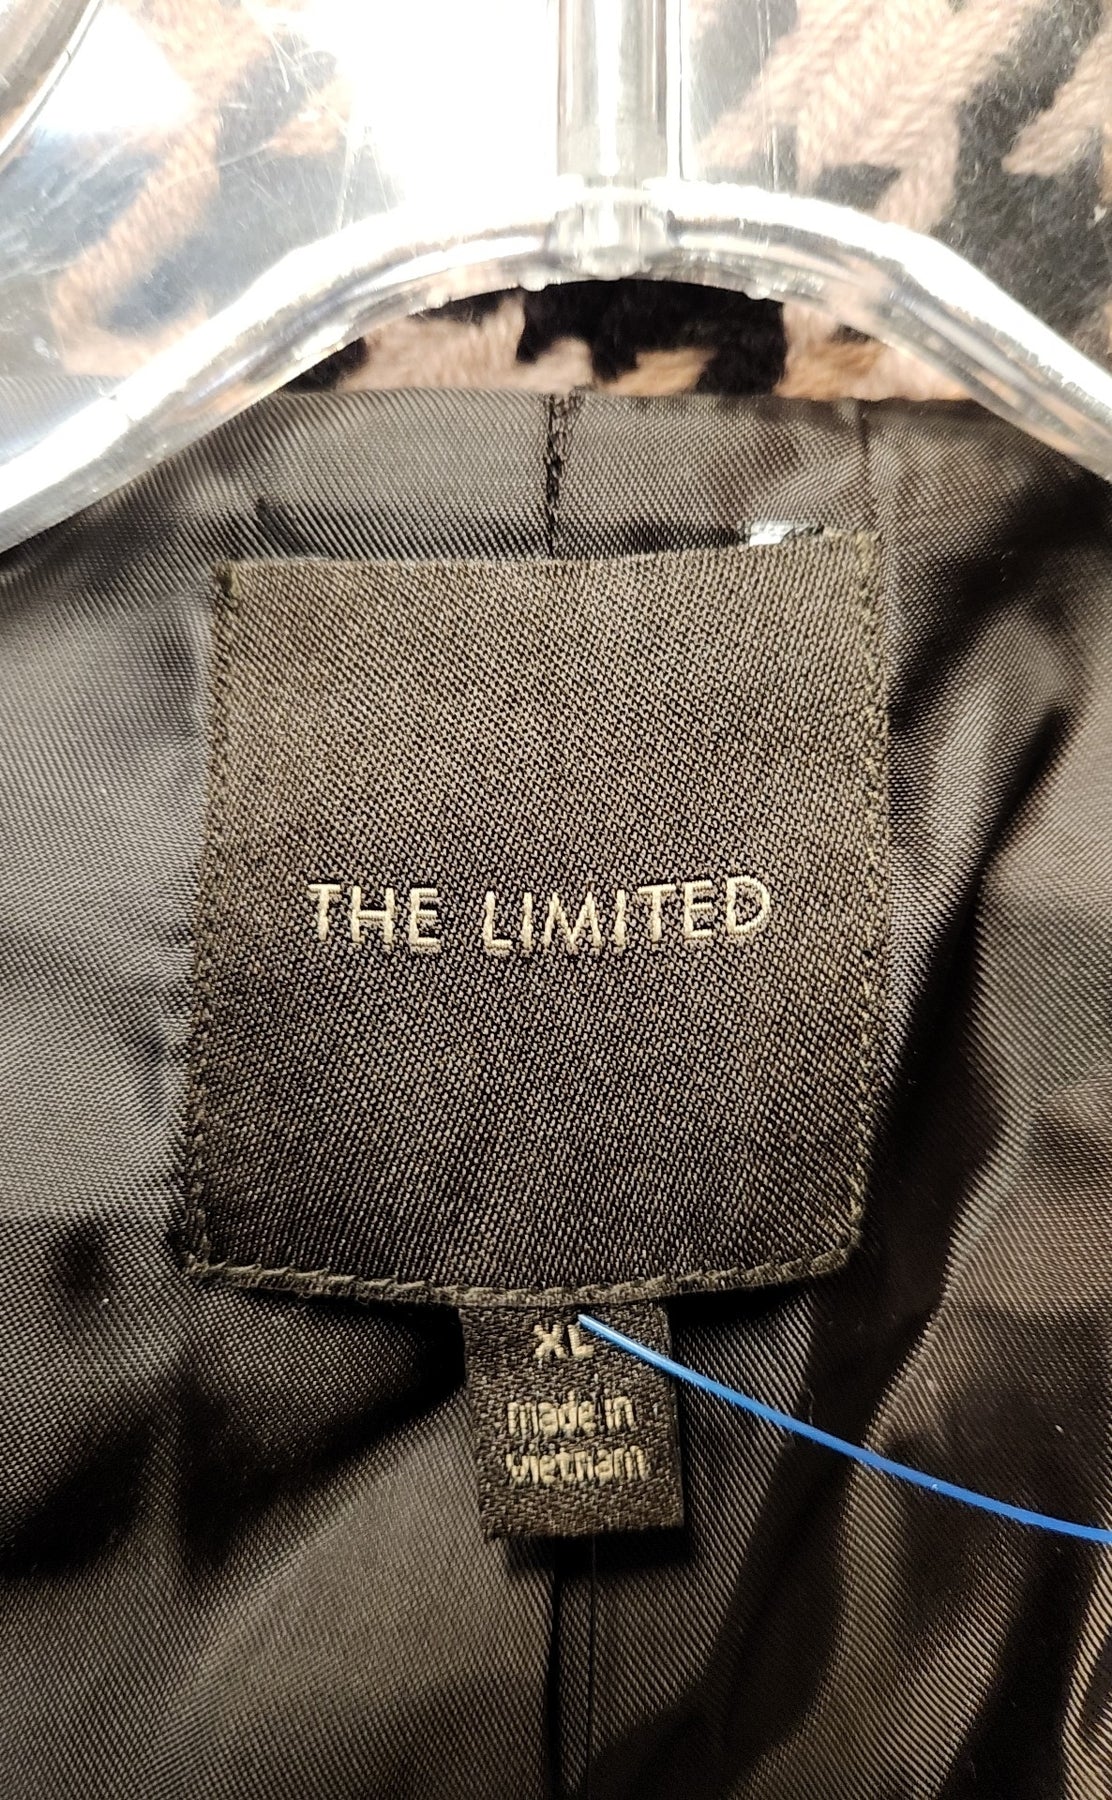 THE LIMITED
XL
made in
vietnam